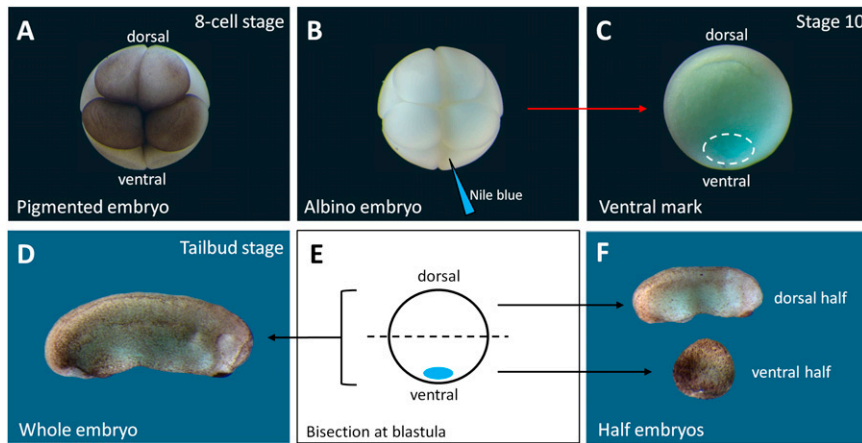 A
8-cell stage
dorsal
ventral
Pigmented embryo
B
Nile blue
Albino embryo
C
Stage 10
dorsal
ventral
Ventral mark
D
Tailbud stage
Whole embryo
E
dorsal
ventral
Bisection at blastula
F
dorsal half
ventral half
Half embryos